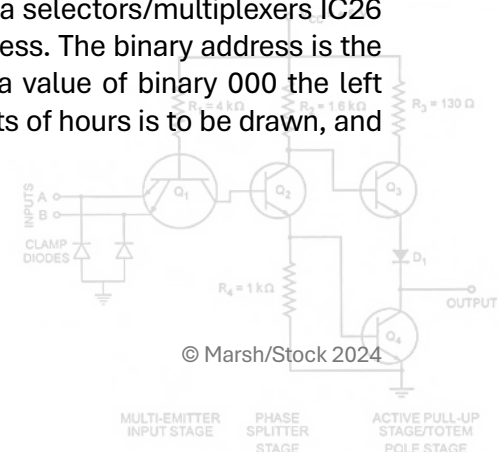 a selectors/multiplexers IC26
ess. The binary address is the
a value of binary 000 the left
ts of hours is to be drawn, and
R₁ = 4 kΩ
R₂ = 1.6 kΩ
R₃ = 130 Ω
INPUTS
A
B
Q₁
Q₂
Q₃
CLAMP
DIODES
D₁
R₄ = 1 kΩ
OUTPUT
Q₄
© Marsh/Stock 2024
MULTI-EMITTER
INPUT STAGE
PHASE
SPLITTER
STAGE
ACTIVE PULL-UP
STAGE/TOTEM
POLE STAGE